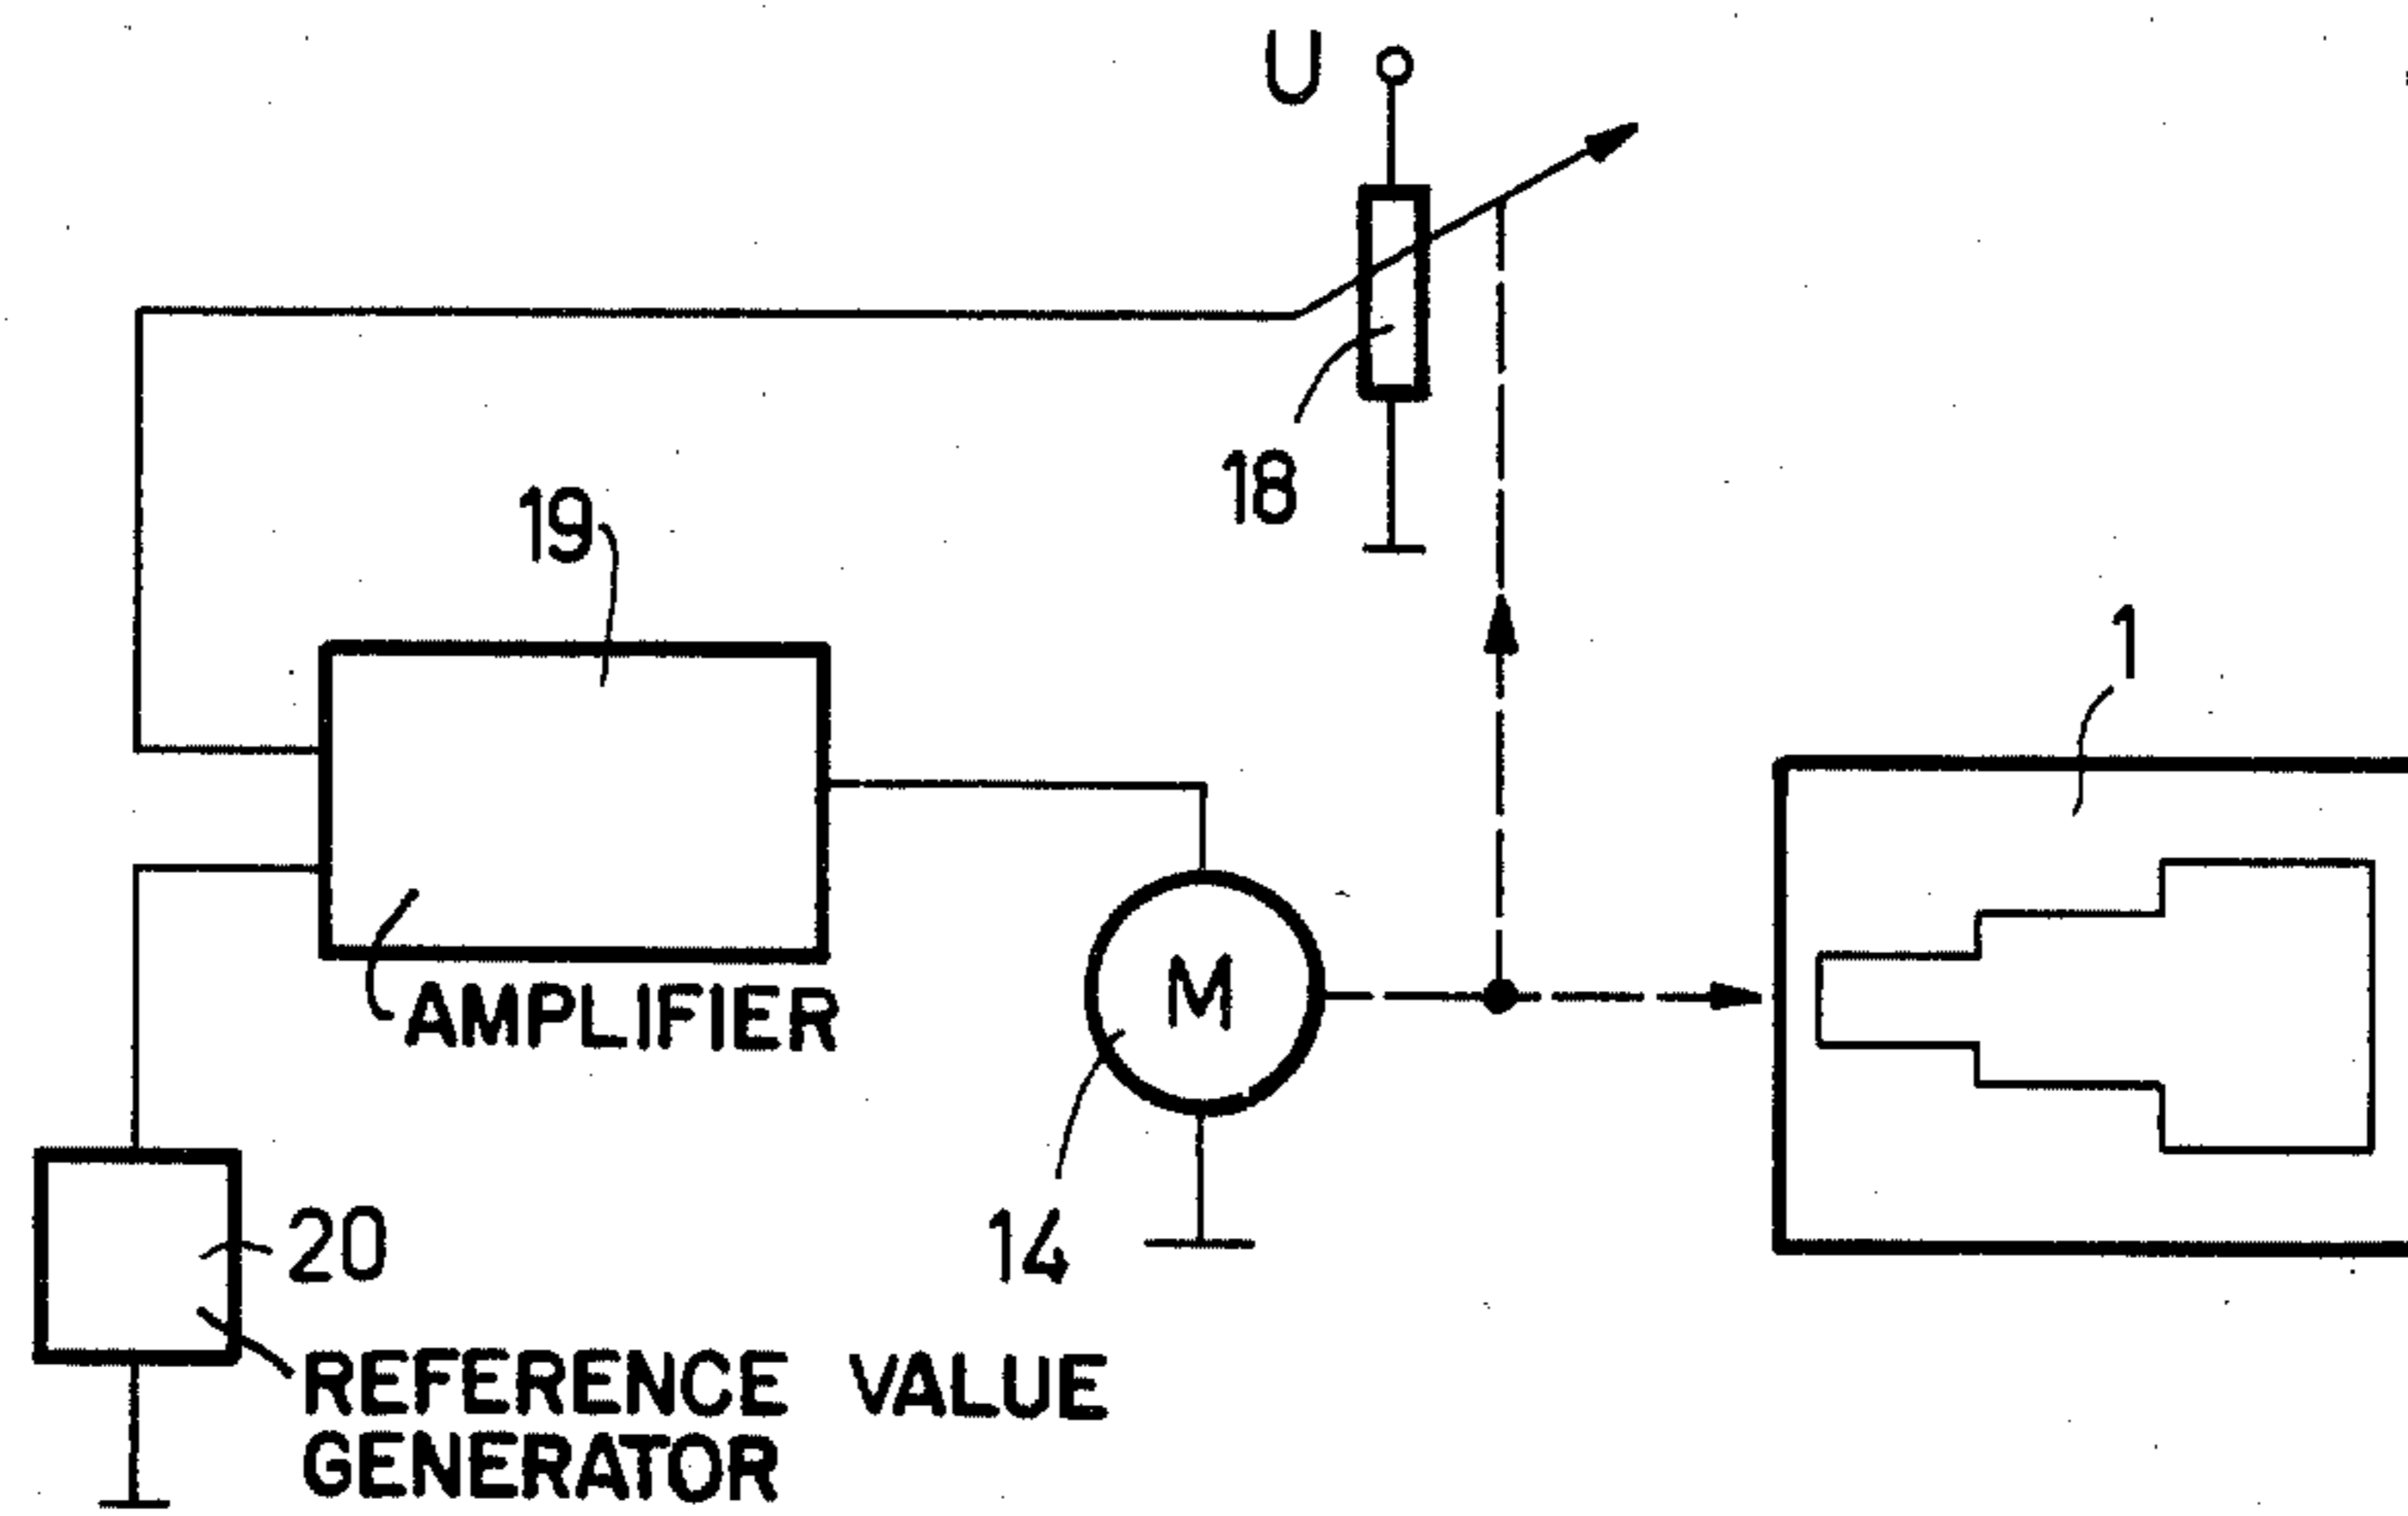 U
18
19
1
AMPLIFIER
M
14
20
REFERENCE VALUE
GENERATOR